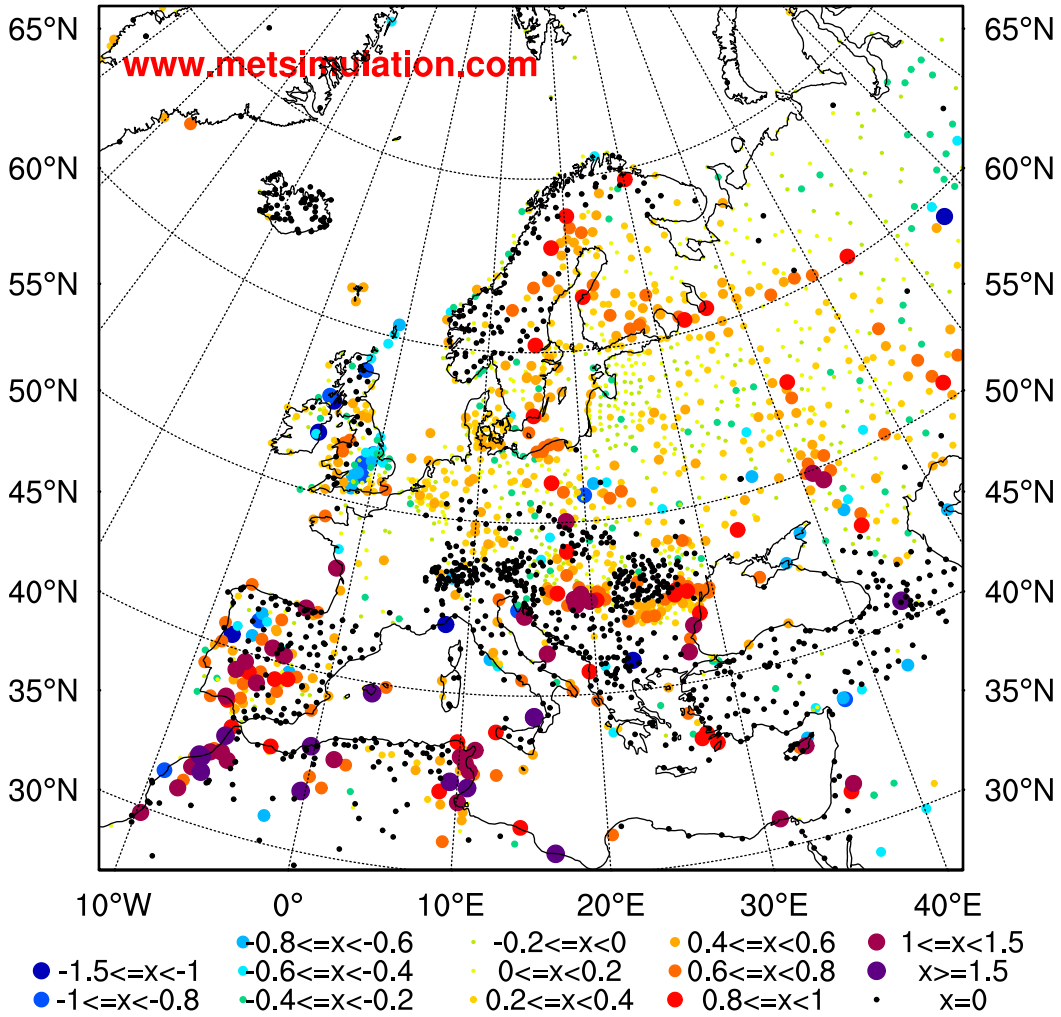 65°N
65°N
www.metsimulation.com
60°N
60°N
55°N
55°N
50°N
50°N
45°N
45°N
40°N
40°N
35°N
35°N
30°N
30°N
10°W 0° 10°E 20°E 30°E 40°E
-0.8<=x<-0.6 -0.2<=x<0 0.4<=x<0.6 1<=x<1.5
-1.5<=x<-1 -0.6<=x<-0.4 0<=x<0.2 0.6<=x<0.8 x>=1.5
-1<=x<-0.8 -0.4<=x<-0.2 0.2<=x<0.4 0.8<=x<1 x=0